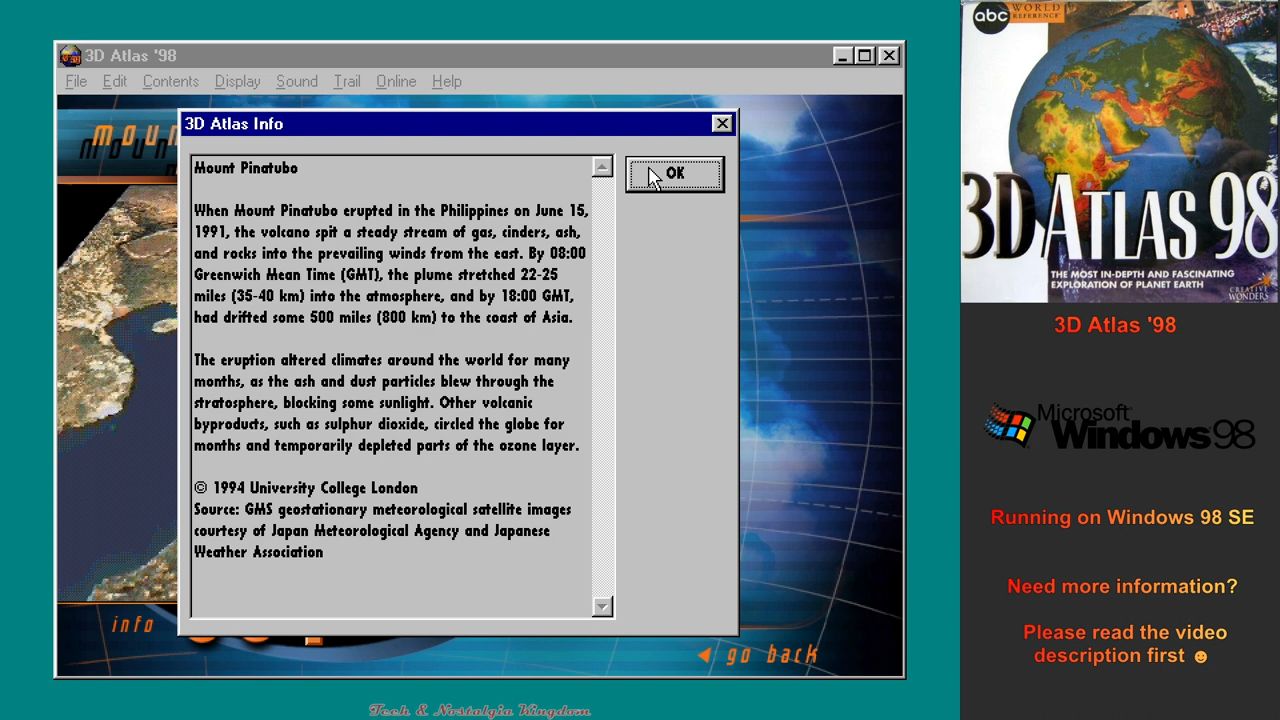 3D Atlas '98
File Edit Contents Display Sound Trail Online Help
moun
3D Atlas Info
OK
Mount Pinatubo
When Mount Pinatubo erupted in the Philippines on June 15,
1991, the volcano spit a steady stream of gas, cinders, ash,
and rocks into the prevailing winds from the east. By 08:00
Greenwich Mean Time (GMT), the plume stretched 22-25
miles (35-40 km) into the atmosphere, and by 18:00 GMT,
had drifted some 500 miles (800 km) to the coast of Asia.
The eruption altered climates around the world for many
months, as the ash and dust particles blew through the
stratosphere, blocking some sunlight. Other volcanic
byproducts, such as sulphur dioxide, circled the globe for
months and temporarily depleted parts of the ozone layer.
© 1994 University College London
Source: GMS geostationary meteorological satellite images
courtesy of Japan Meteorological Agency and Japanese
Weather Association
info
go back
Tech & Nostalgia Kingdom
abc WORLD
REFERENCE
3D ATLAS 98
THE MOST IN-DEPTH AND FASCINATING
EXPLORATION OF PLANET EARTH
CREATIVE
WONDERS
3D Atlas '98
Microsoft
Windows 98
Running on Windows 98 SE
Need more information?
Please read the video
description first ☻